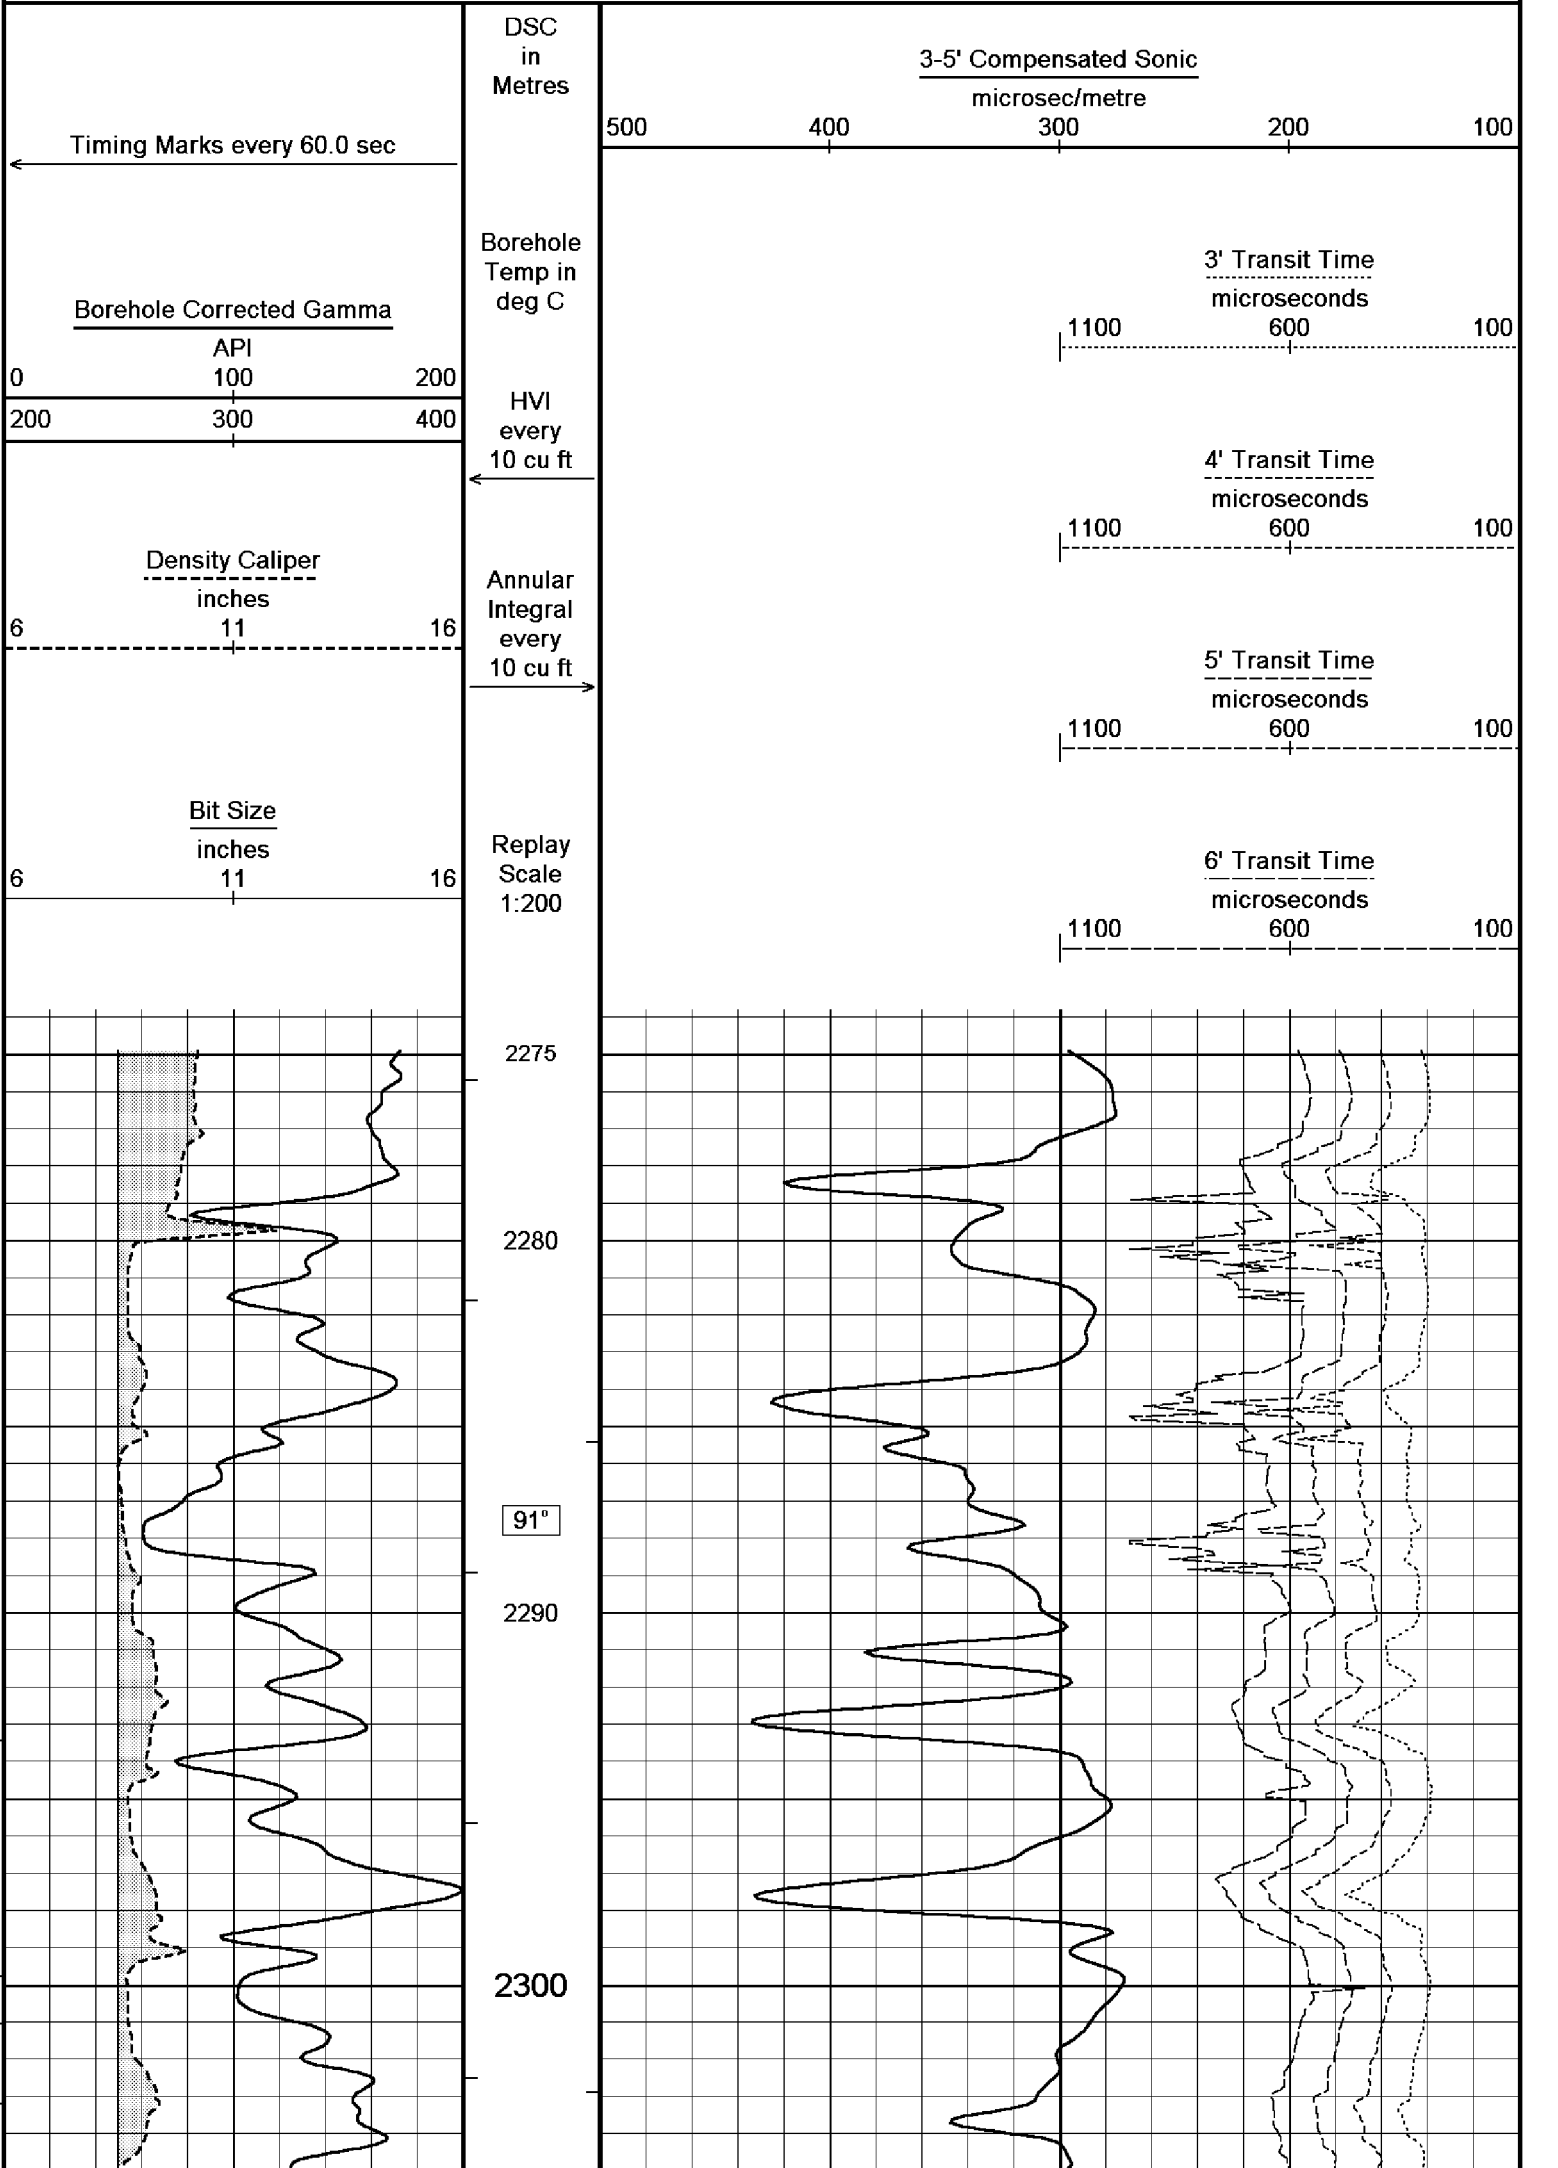 Timing Marks every 60.0 sec
Borehole Corrected Gamma
API
0 100 200
200 300 400
Density Caliper
inches
6 11 16
Bit Size
inches
6 11 16
DSC
in
Metres
Borehole
Temp in
deg C
HVI
every
10 cu ft
Annular
Integral
every
10 cu ft
Replay
Scale
1:200
3-5' Compensated Sonic
microsec/metre
500 400 300 200 100
3' Transit Time
microseconds
1100 600 100
4' Transit Time
microseconds
1100 600 100
5' Transit Time
microseconds
1100 600 100
6' Transit Time
microseconds
1100 600 100
2275
2280
91°
2290
2300